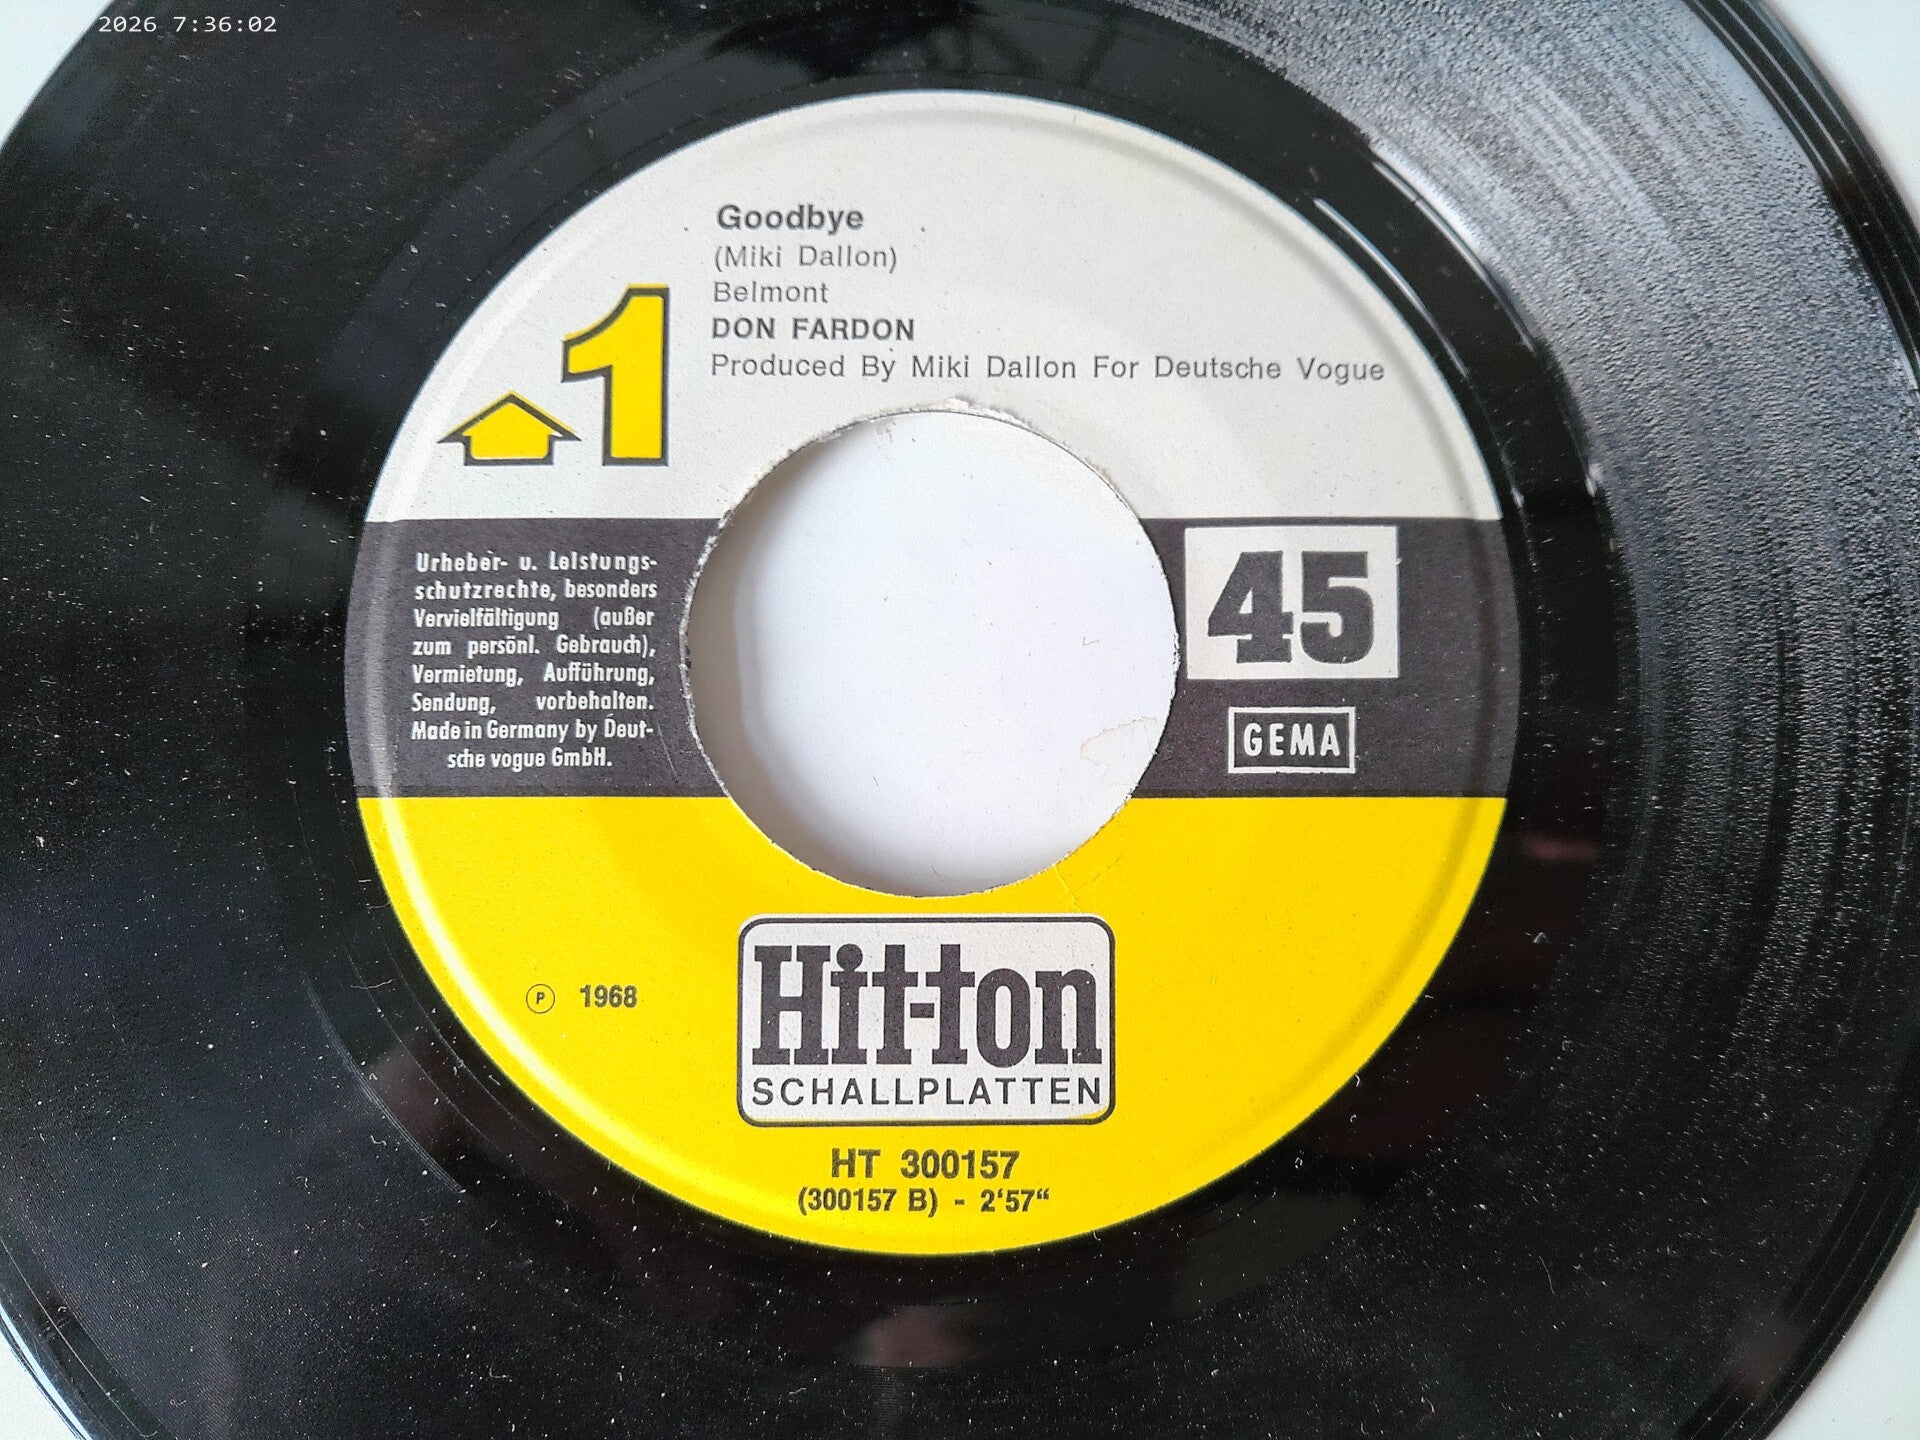 2026 7:36:02
Goodbye
(Miki Dallon)
Belmont
DON FARDON
Produced By Miki Dallon For Deutsche Vogue
1
Urheber- u. Leistungs-
schutzrechte, besonders
Vervielfältigung (außer
zum persönl. Gebrauch),
Vermietung, Aufführung,
Sendung, vorbehalten.
Made in Germany by Deut-
sche vogue GmbH.
45
GEMA
Ⓟ 1968
Hit-ton
SCHALLPLATTEN
HT 300157
(300157 B) - 2‘57“